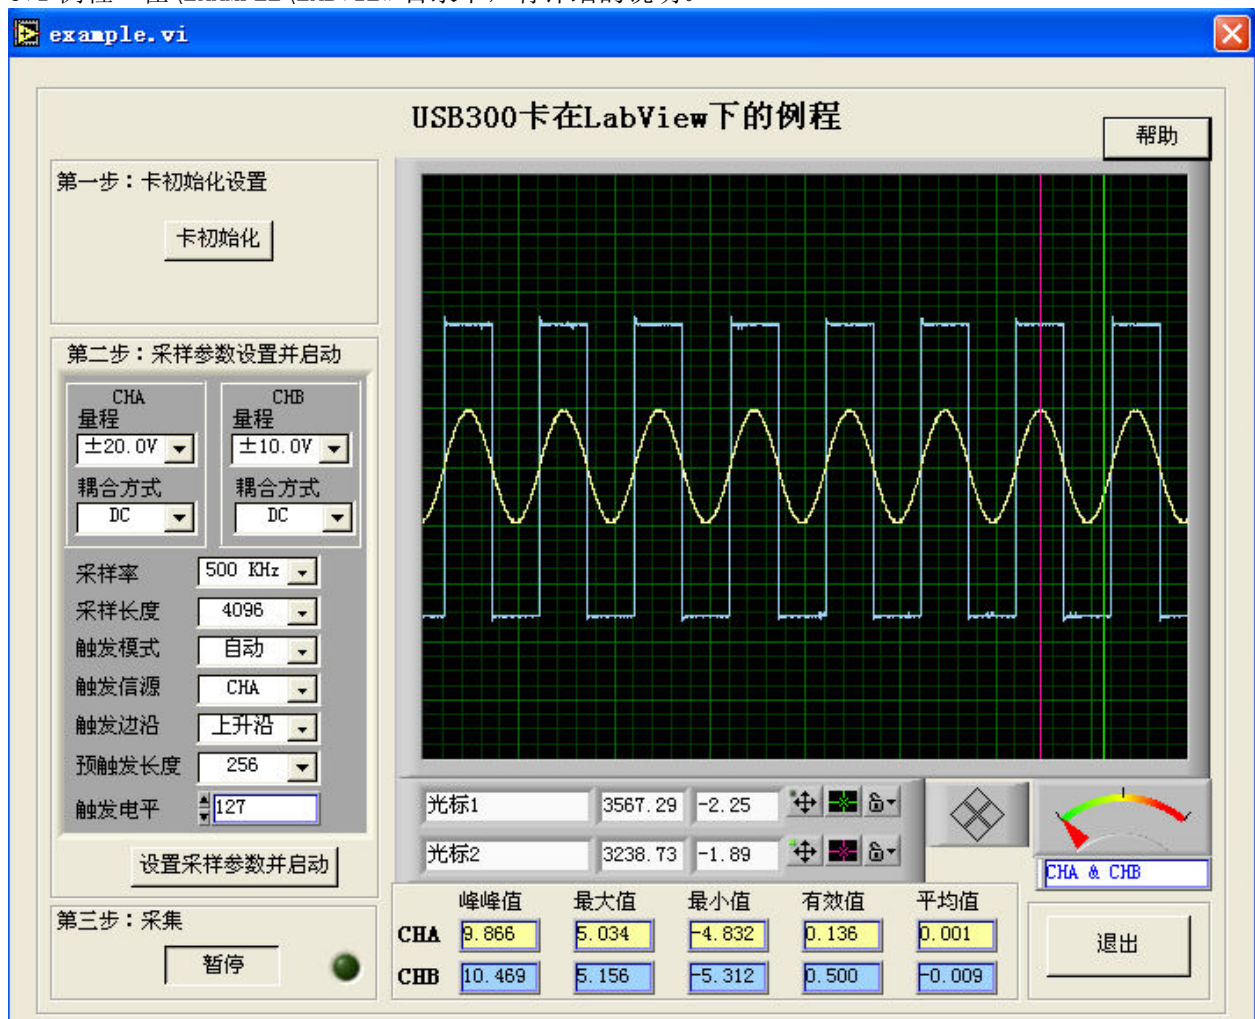 example.vi
USB300卡在LabView下的例程
帮助
第一步：卡初始化设置
卡初始化
第二步：采样参数设置并启动
CHA
量程
±20.0V
耦合方式
DC
CHB
量程
±10.0V
耦合方式
DC
采样率 500 KHz
采样长度 4096
触发模式 自动
触发信源 CHA
触发边沿 上升沿
预触发长度 256
触发电平 127
设置采样参数并启动
第三步：采集
暂停
光标1 3567.29 -2.25
光标2 3238.73 -1.89
CHA & CHB
峰峰值 最大值 最小值 有效值 平均值
CHA 9.866 5.034 -4.832 0.136 0.001
CHB 10.469 5.156 -5.312 0.500 -0.009
退出